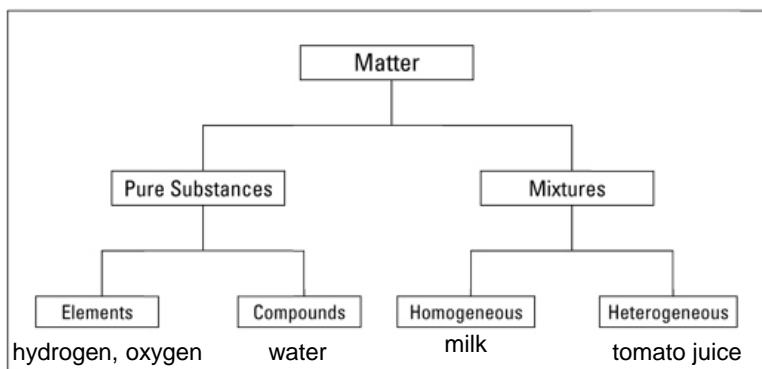 Matter
Pure Substances Mixtures
Elements Compounds Homogeneous Heterogeneous
hydrogen, oxygen water milk tomato juice